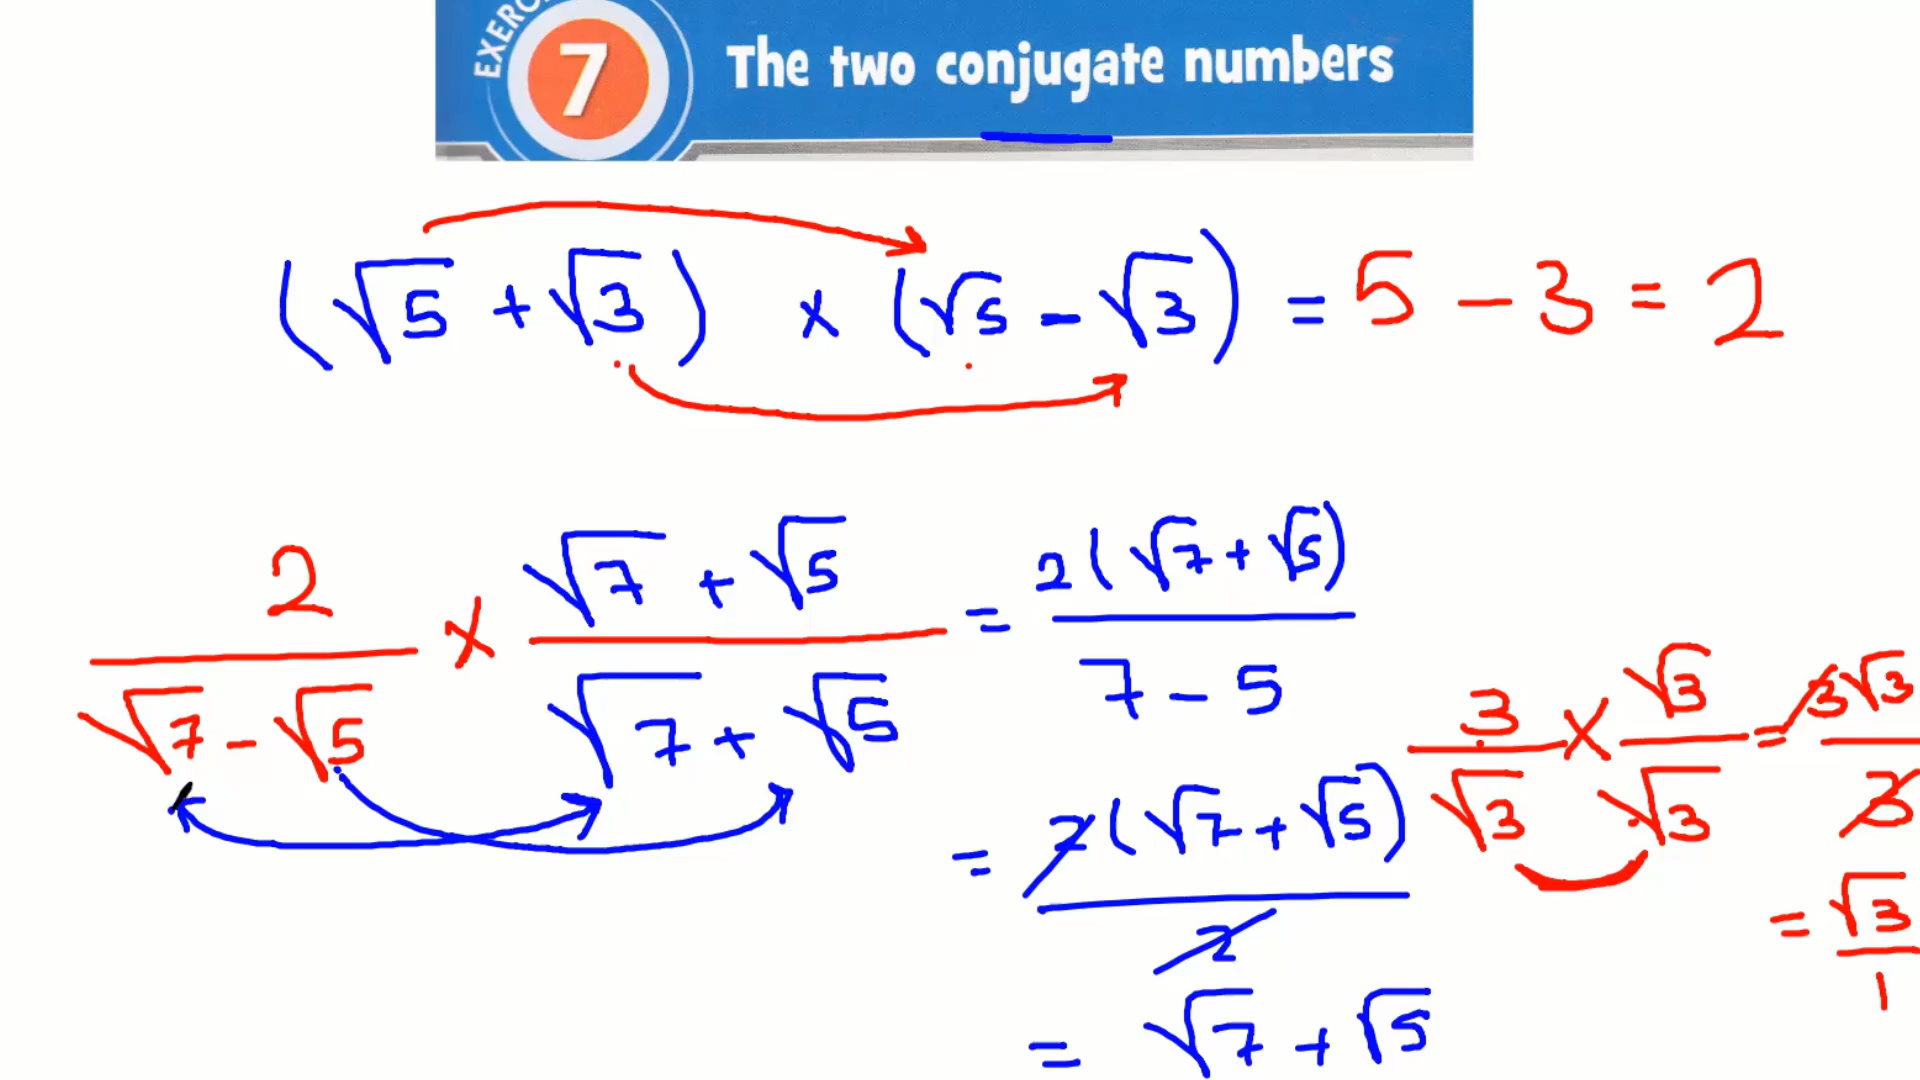 EXERC
7
The two conjugate numbers
(√5 + √3) × (√5 − √3) = 5 − 3 = 2
2 / (√7 − √5) × (√7 + √5) / (√7 + √5) = 2(√7 + √5) / (7 − 5)
= 2(√7 + √5) / 2
= √7 + √5
3 / √3 × √3 / √3 = 3√3 / 3
= √3 / 1